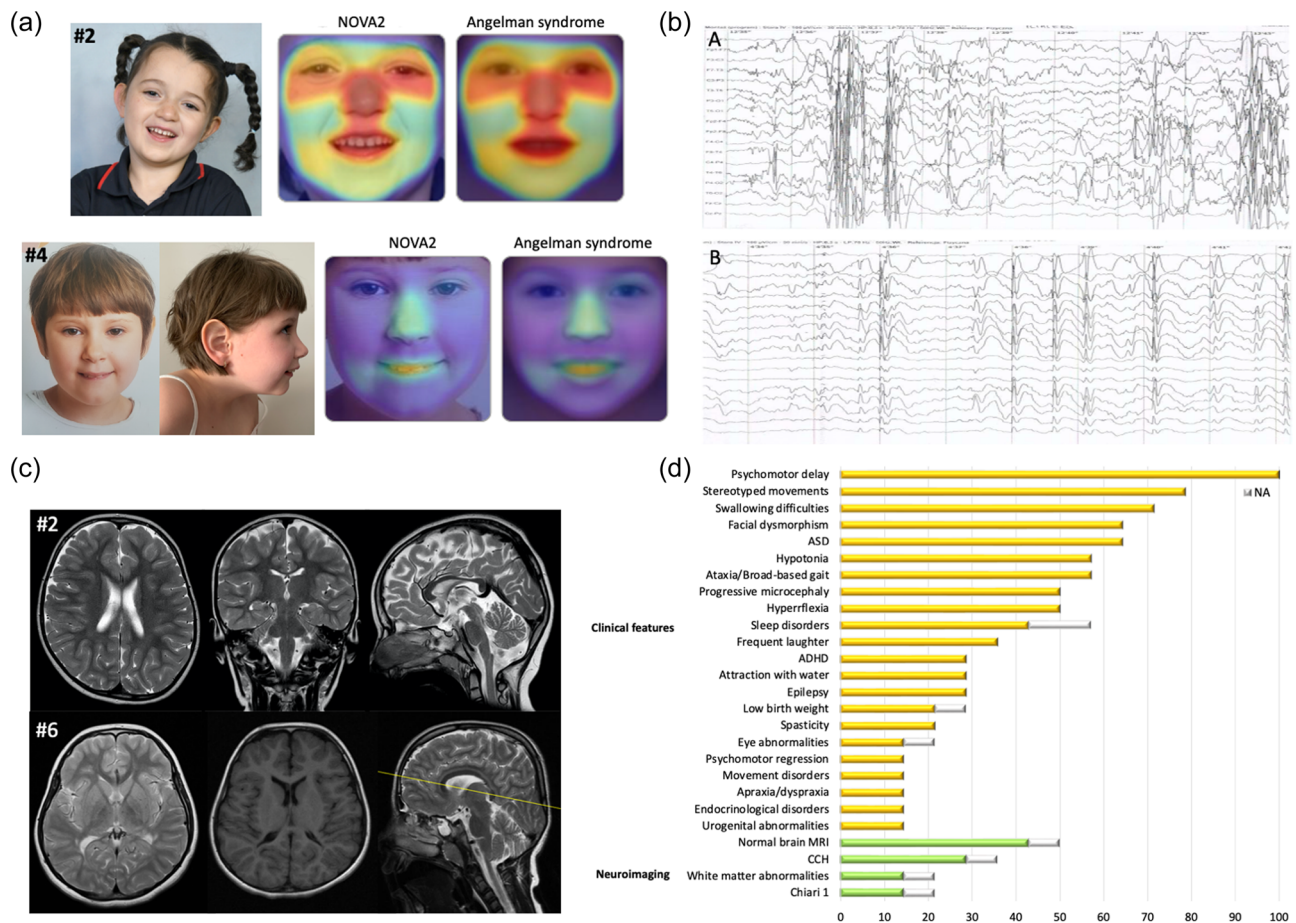 (a)
#2
NOVA2
Angelman syndrome
#4
NOVA2
Angelman syndrome
(b)
A
B
(c)
#2
#6
(d)
Psychomotor delay
NA
Stereotyped movements
Swallowing difficulties
Facial dysmorphism
ASD
Hypotonia
Ataxia/Broad-based gait
Progressive microcephaly
Hyperrflexia
Clinical features
Sleep disorders
Frequent laughter
ADHD
Attraction with water
Epilepsy
Low birth weight
Spasticity
Eye abnormalities
Psychomotor regression
Movement disorders
Apraxia/dyspraxia
Endocrinological disorders
Urogenital abnormalities
Normal brain MRI
CCH
Neuroimaging
White matter abnormalities
Chiari 1
0 10 20 30 40 50 60 70 80 90 100